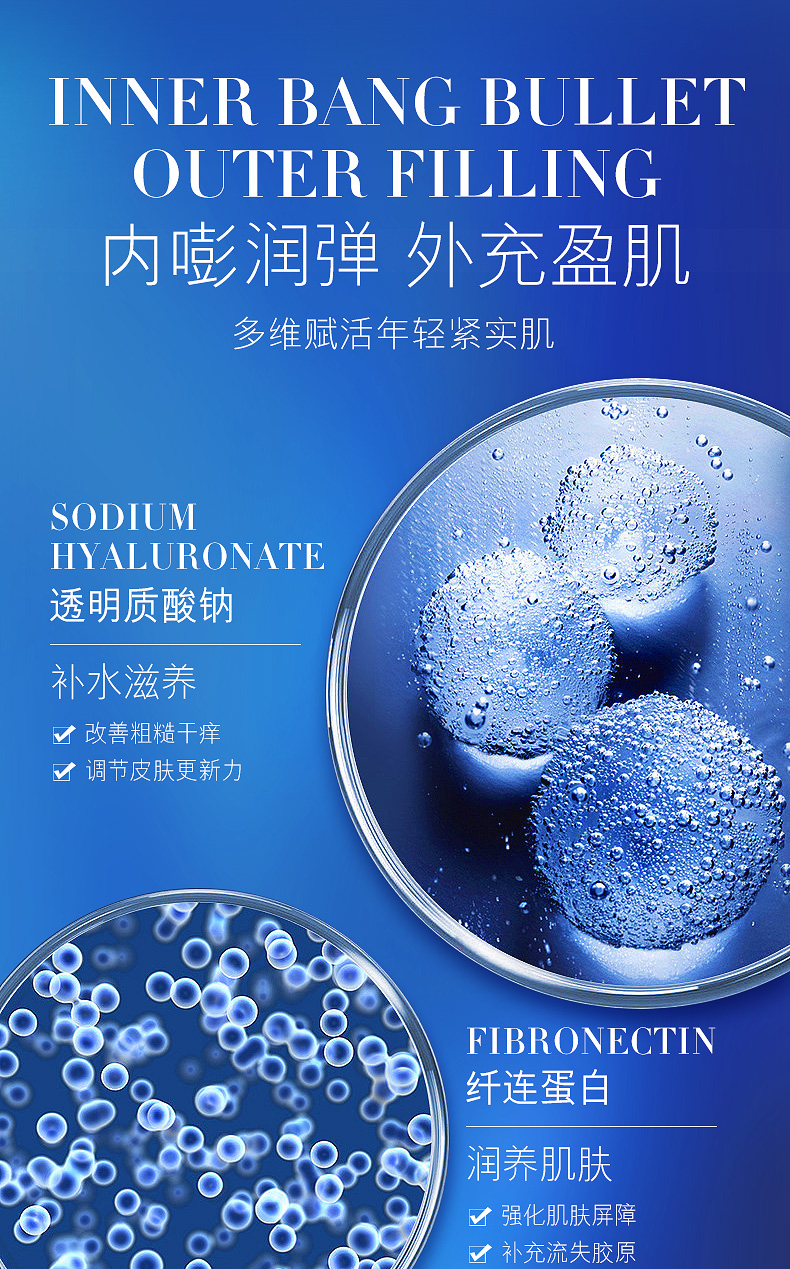 INNER BANG BULLET
OUTER FILLING
内嘭润弹 外充盈肌
多维赋活年轻紧实肌
SODIUM
HYALURONATE
透明质酸钠
补水滋养
改善粗糙干痒
调节皮肤更新力
FIBRONECTIN
纤连蛋白
润养肌肤
强化肌肤屏障
补充流失胶原